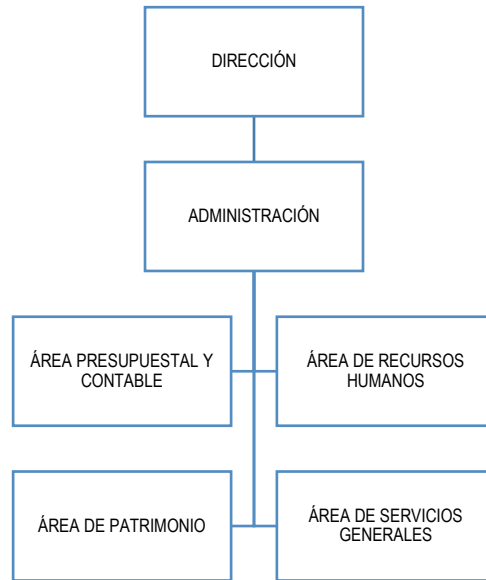 DIRECCIÓN
ADMINISTRACIÓN
ÁREA PRESUPUESTAL Y
CONTABLE
ÁREA DE RECURSOS
HUMANOS
ÁREA DE PATRIMONIO
ÁREA DE SERVICIOS
GENERALES